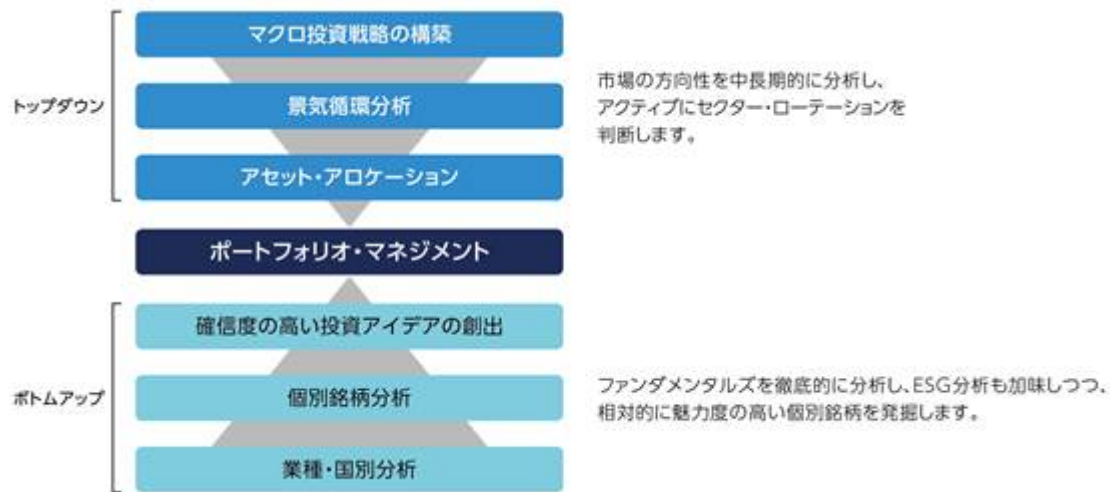 マクロ投資戦略の構築
トップダウン
景気循環分析
アセット・アロケーション
市場の方向性を中長期的に分析し、
アクティブにセクター・ローテーションを
判断します。
ポートフォリオ・マネジメント
確信度の高い投資アイデアの創出
ボトムアップ
個別銘柄分析
業種・国別分析
ファンダメンタルズを徹底的に分析し、ESG分析も加味しつつ、
相対的に魅力度の高い個別銘柄を発掘します。